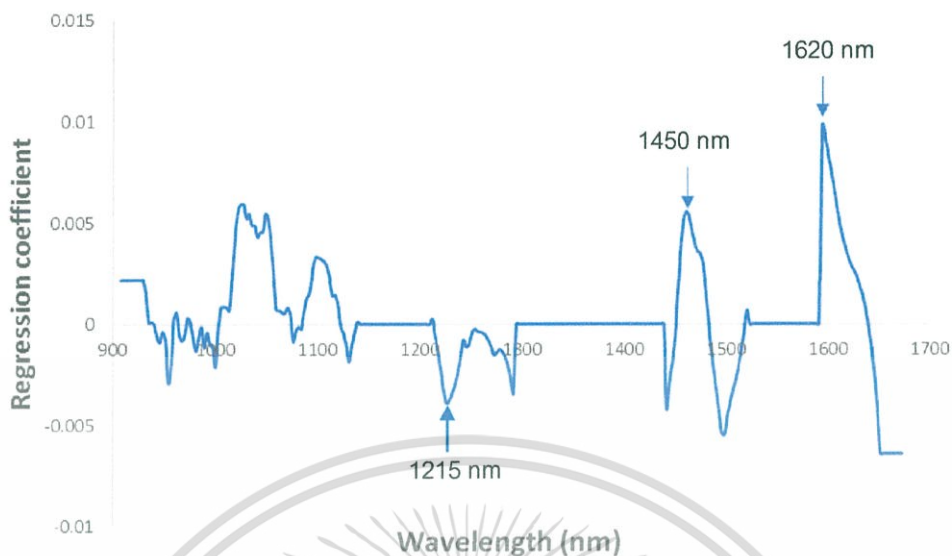 0.015
1620 nm
0.01
1450 nm
0.005
Regression coefficient
0
900 1000 1100 1200 1300 1400 1500 1600 1700
-0.005
1215 nm
-0.01
Wavelength (nm)